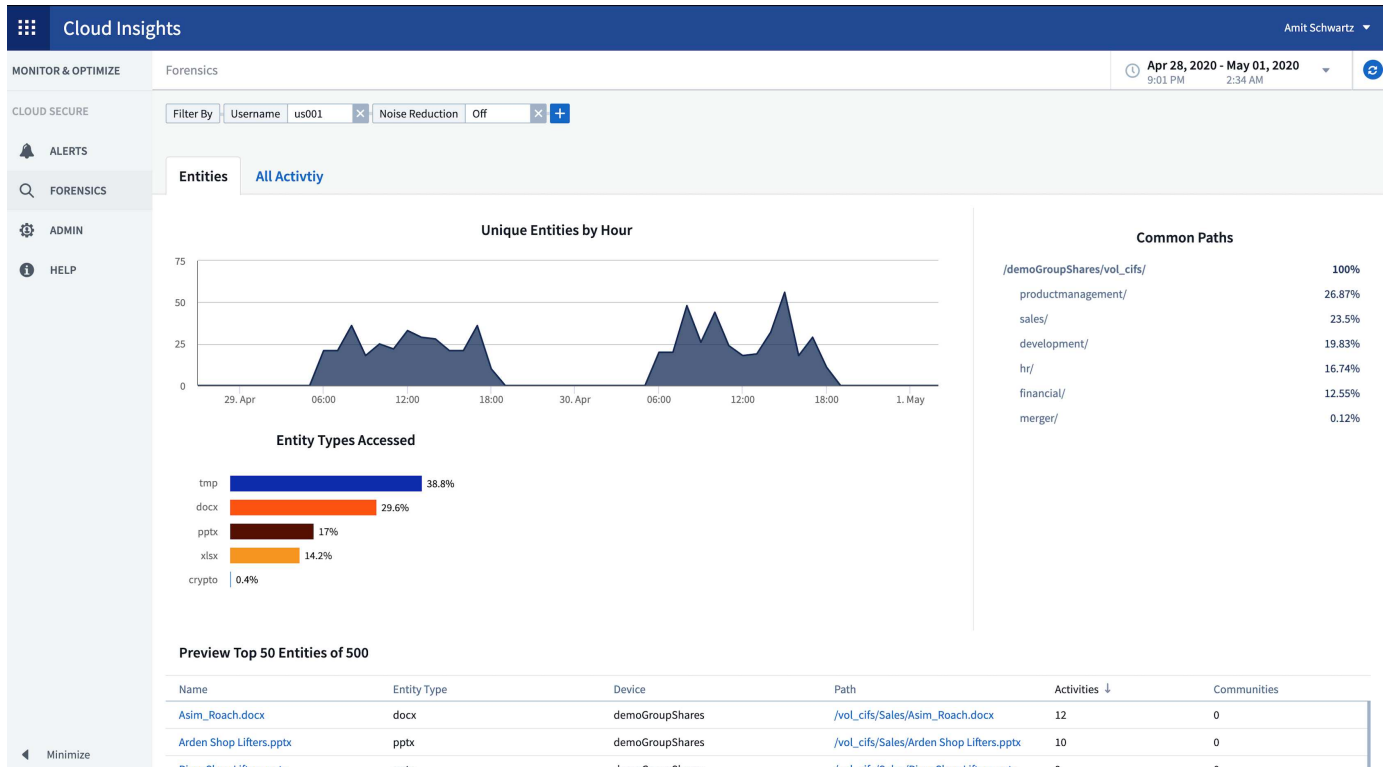 Cloud Insights
Amit Schwartz
MONITOR & OPTIMIZE
Forensics
Apr 28, 2020 - May 01, 2020
9:01 PM 2:34 AM
CLOUD SECURE
Filter By Username us001 Noise Reduction Off
ALERTS
FORENSICS
ADMIN
HELP
Entities All Activtiy
Unique Entities by Hour
75
50
25
0
29. Apr 06:00 12:00 18:00 30. Apr 06:00 12:00 18:00 1. May
Common Paths
/demoGroupShares/vol_cifs/ 100%
productmanagement/ 26.87%
sales/ 23.5%
development/ 19.83%
hr/ 16.74%
financial/ 12.55%
merger/ 0.12%
Entity Types Accessed
tmp 38.8%
docx 29.6%
pptx 17%
xlsx 14.2%
crypto 0.4%
Preview Top 50 Entities of 500
Name Entity Type Device Path Activities Communities
Asim_Roach.docx docx demoGroupShares /vol_cifs/Sales/Asim_Roach.docx 12 0
Arden Shop Lifters.pptx pptx demoGroupShares /vol_cifs/Sales/Arden Shop Lifters.pptx 10 0
Minimize